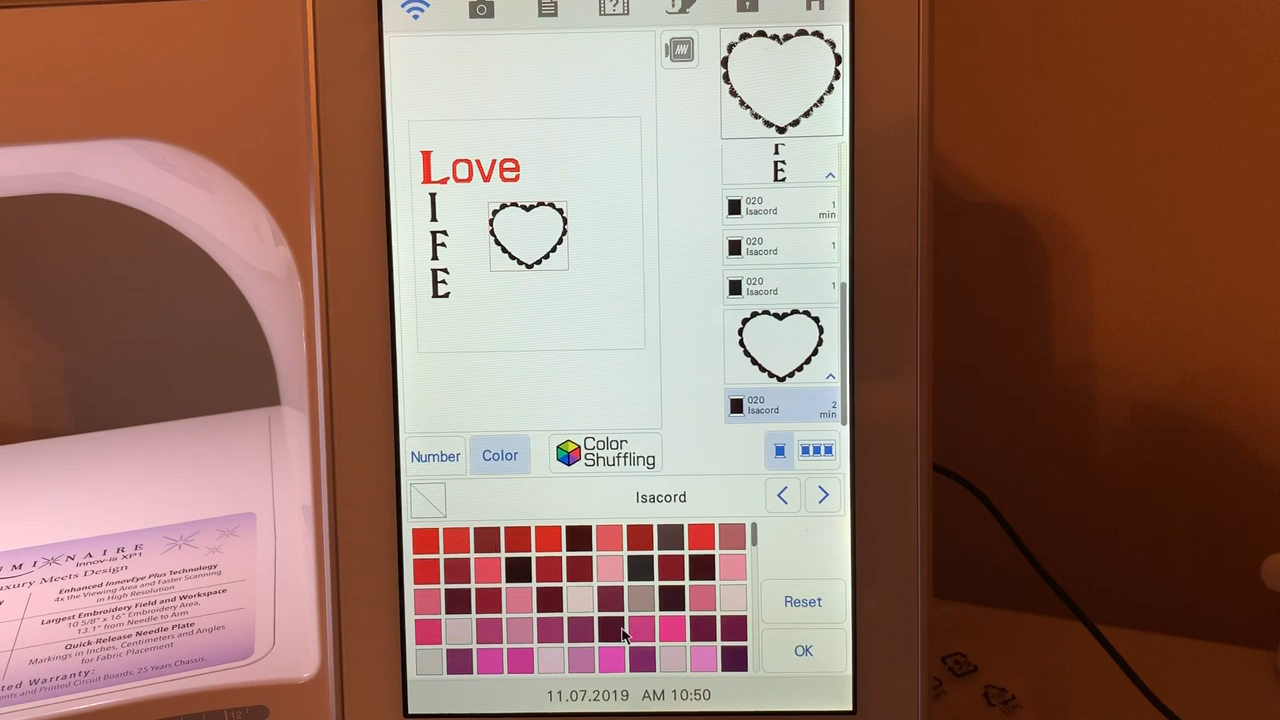 Love
I
F
E
E
020
Isacord
1
min
020
Isacord
1
020
Isacord
1
020
Isacord
2
min
Number
Color
Color
Shuffling
Isacord
Reset
OK
11.07.2019 AM 10:50
UMINAIRE
Innov-is XP1
uxury Meets Design
Enhanced InnovEye Plus Technology
4x the Viewing Area and Faster Scanning
in High Resolution
Largest Embroidery Field and Workspace
10 5/8" x 16" Embroidery Area,
13.1" from Needle to Arm
Quick-Release Needle Plate
Markings in Inches, Centimeters and Angles
for Fabric Placement
ted Warranty:
ents and Printed Circuit Boards, 25 Years Chassis.
12